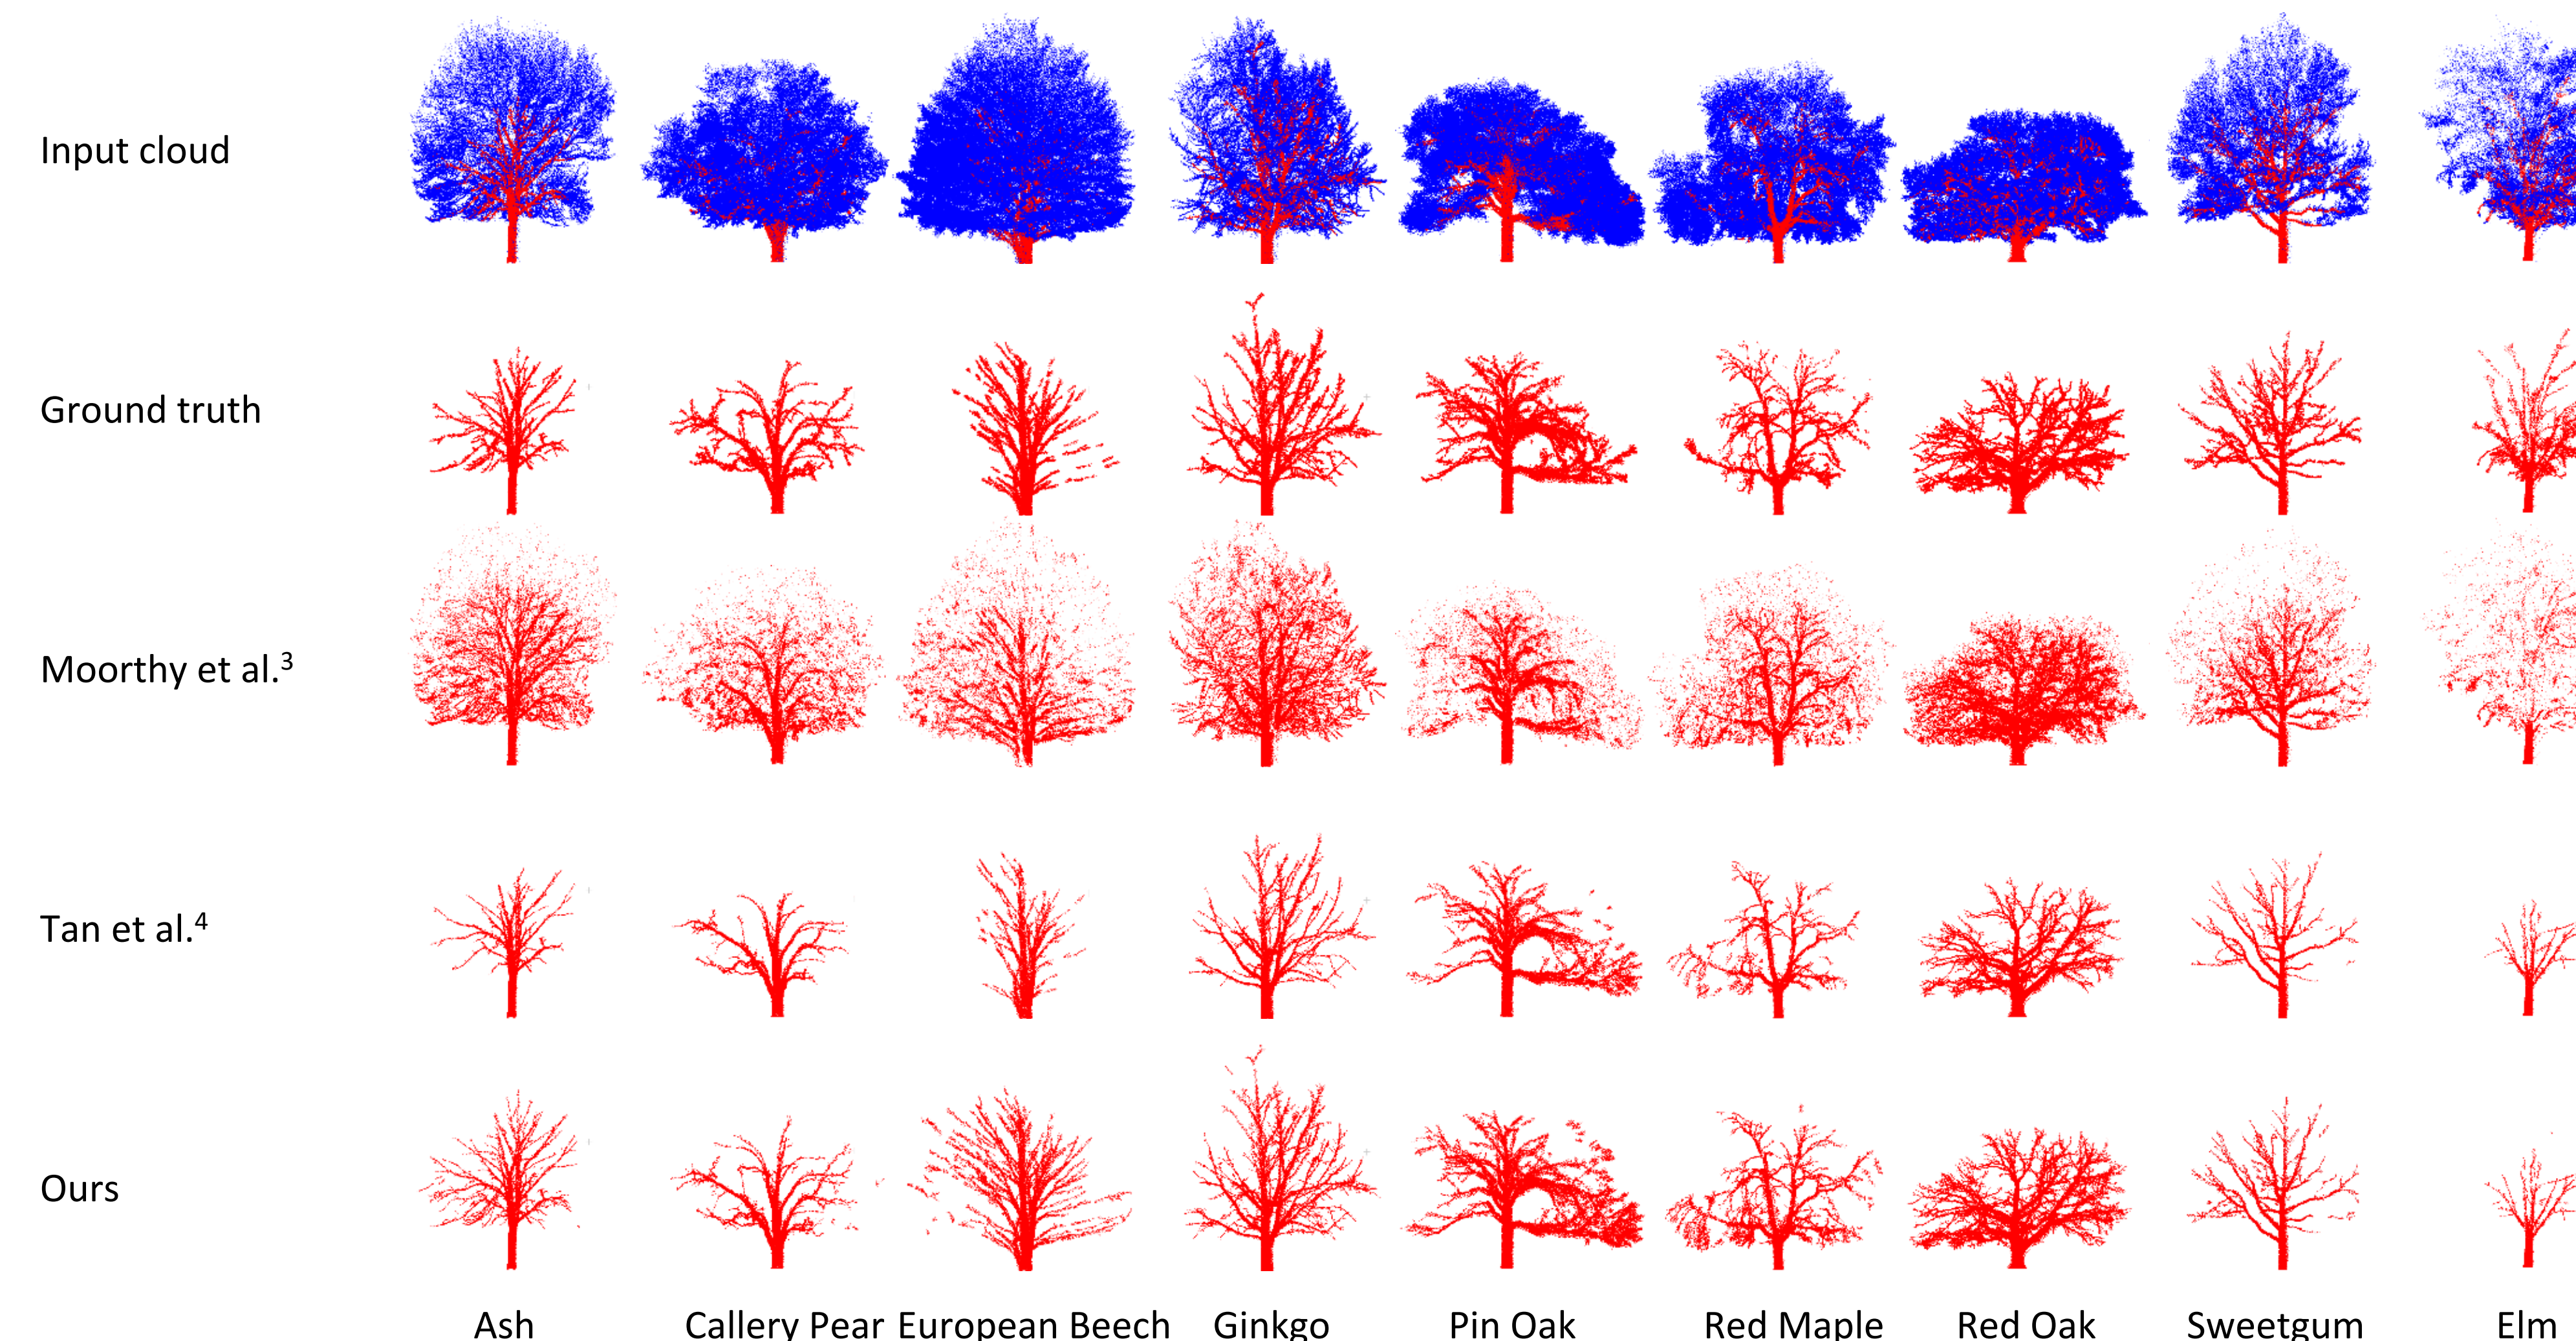 Input cloud
Ground truth
Moorthy et al.³
Tan et al.⁴
Ours
Ash Callery Pear European Beech Ginkgo Pin Oak Red Maple Red Oak Sweetgum Elm